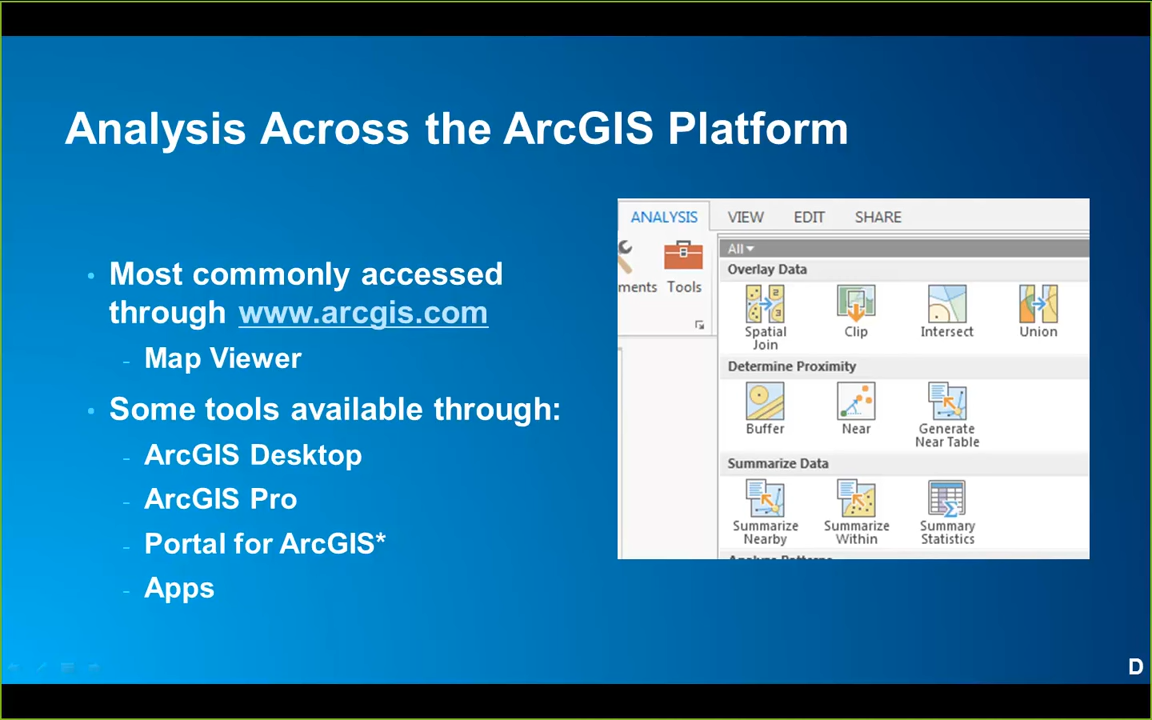 Analysis Across the ArcGIS Platform
• Most commonly accessed
through www.arcgis.com
- Map Viewer
• Some tools available through:
- ArcGIS Desktop
- ArcGIS Pro
- Portal for ArcGIS*
- Apps
ANALYSIS VIEW EDIT SHARE
All
ments Tools
Overlay Data
Spatial Join
Clip
Intersect
Union
Determine Proximity
Buffer
Near
Generate
Near Table
Summarize Data
Summarize
Nearby
Summarize
Within
Summary
Statistics
D